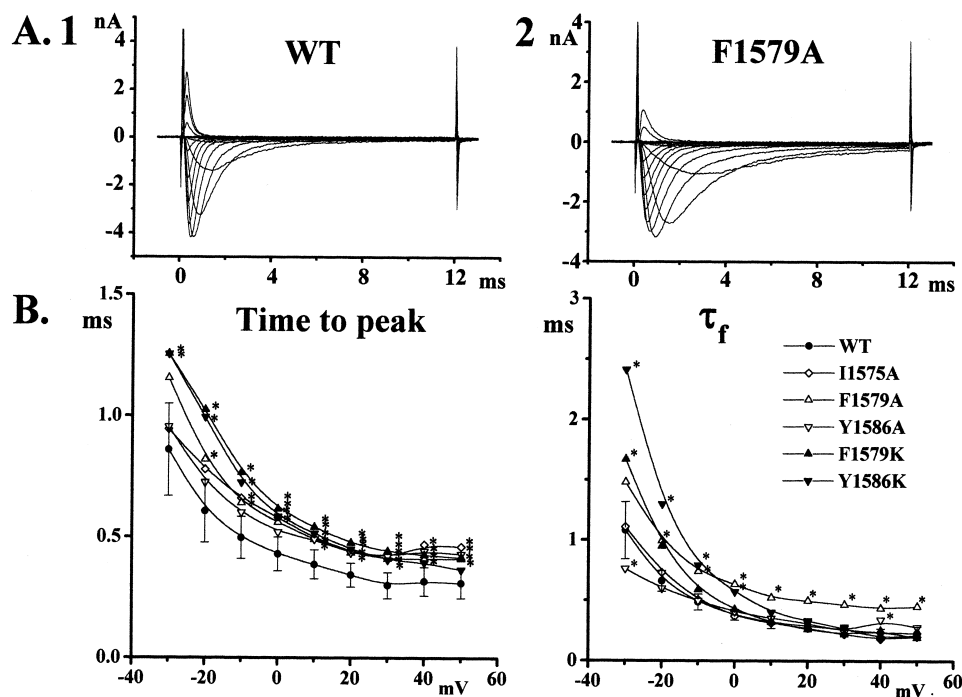 A. 1
nA
WT
4
2
0
-2
-4
0
4
8
12
ms
2
nA
F1579A
4
2
0
-2
-4
0
4
8
12
ms
B.
ms
Time to peak
1.5
1.0
0.5
0.0
-40
-20
0
20
40
60
mV
ms
τf
3
2
1
0
WT
I1575A
F1579A
Y1586A
F1579K
Y1586K
-40
-20
0
20
40
60
mV